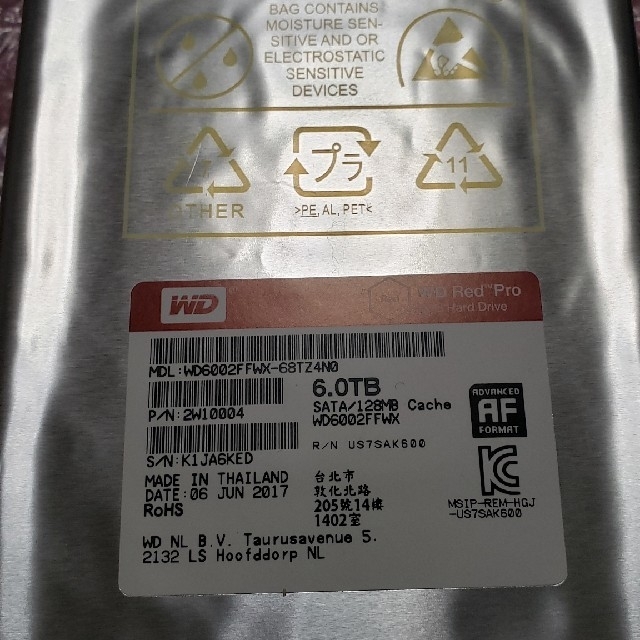 BAG CONTAINS
MOISTURE SEN-
SITIVE AND OR
ELECTROSTATIC
SENSITIVE
DEVICES
OTHER
プラ
>PE, AL, PET<
11
WD
WD Red™ Pro
Hard Drive
MDL: WD6002FFWX-68TZ4N0
P/N: 2W10004
S/N: K1JA6KED
MADE IN THAILAND
DATE: 06 JUN 2017
RoHS
6.0TB
SATA/128MB Cache
WD6002FFWX
R/N US7SAK600
台北市
敦化北路
205號14樓
1402室
WD NL B.V. Taurusavenue 5.
2132 LS Hoofddorp NL
ADVANCED
AF
FORMAT
MSIP-REM-HGJ
-US7SAK600